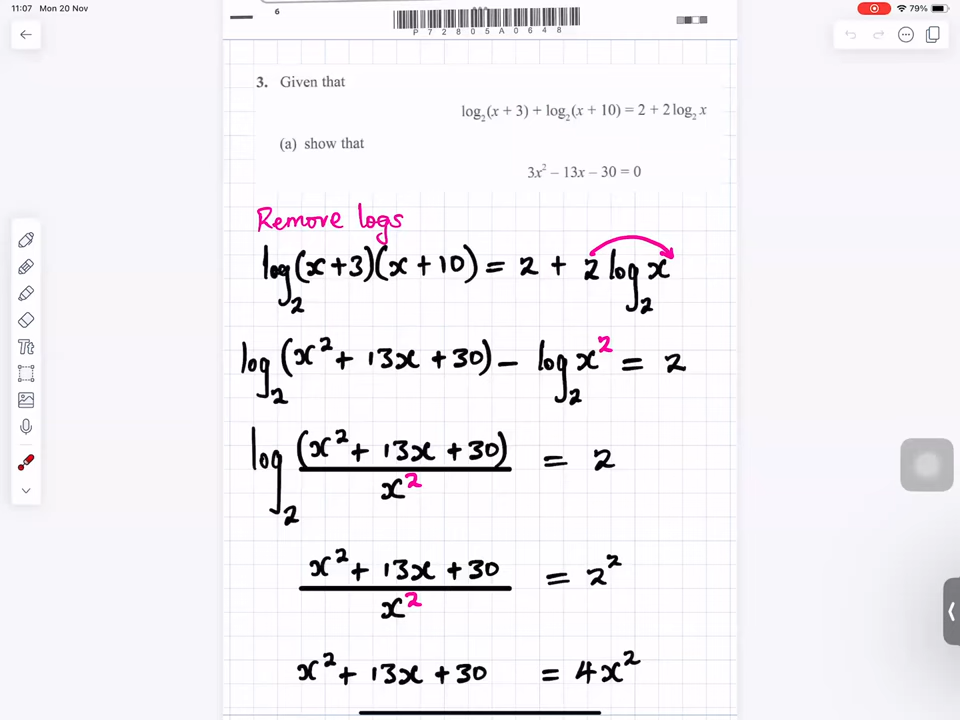 11:07 Mon 20 Nov
79%
6
P 7 2 8 0 5 A 0 6 4 8
3. Given that
log₂(x + 3) + log₂(x + 10) = 2 + 2 log₂ x
(a) show that
3x² − 13x − 30 = 0
Remove logs
log₂(x + 3)(x + 10) = 2 + 2 log₂ x
log₂(x² + 13x + 30) − log₂ x² = 2
log₂ (x² + 13x + 30)/x² = 2
(x² + 13x + 30)/x² = 2²
x² + 13x + 30 = 4x²
Tt